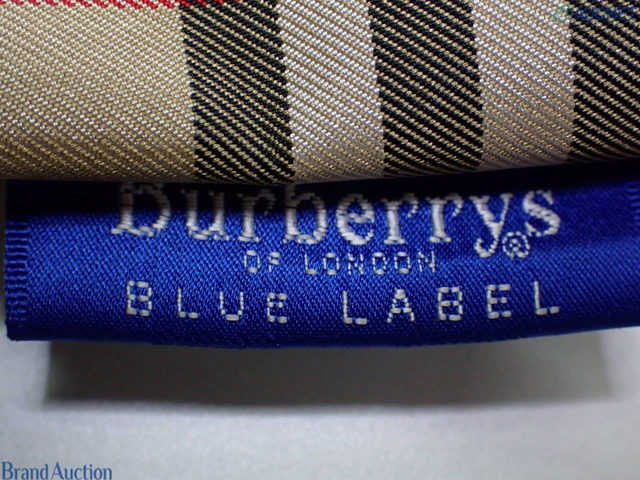 Burberrys®
OF LONDON
BLUE LABEL
Brand Auction